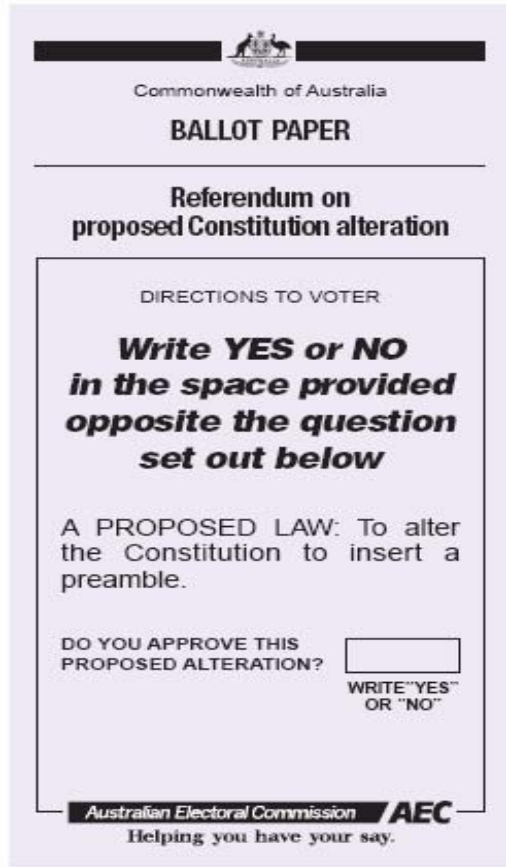 Commonwealth of Australia
BALLOT PAPER
Referendum on
proposed Constitution alteration
DIRECTIONS TO VOTER
Write YES or NO
in the space provided
opposite the question
set out below
A PROPOSED LAW: To alter
the Constitution to insert a
preamble.
DO YOU APPROVE THIS
PROPOSED ALTERATION?
WRITE"YES"
OR "NO"
Australian Electoral Commission AEC
Helping you have your say.